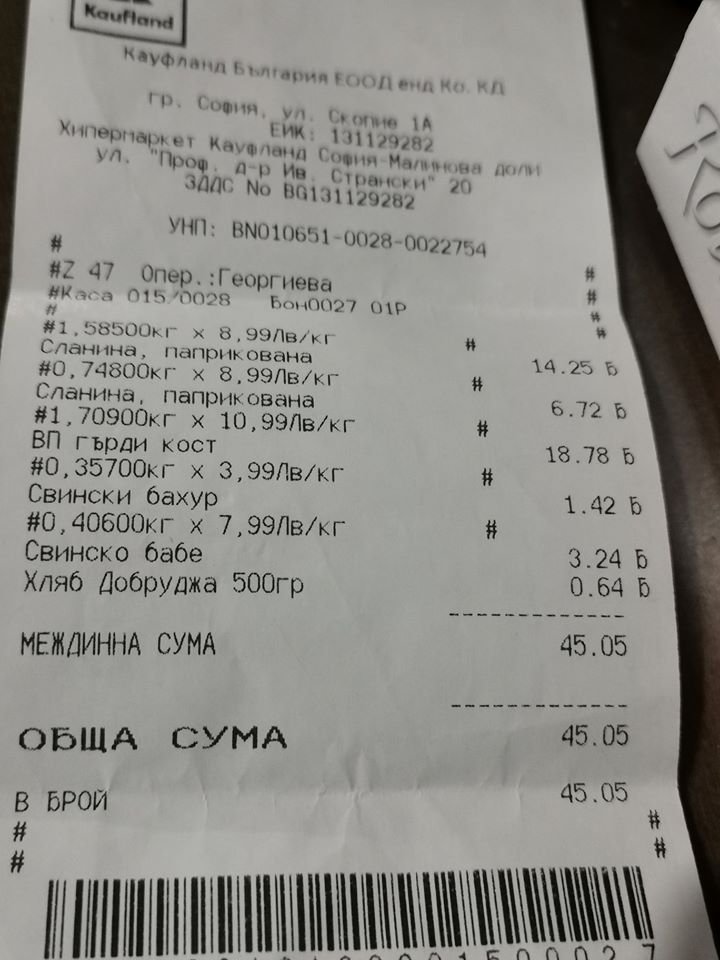 Kaufland
Кауфланд България ЕООД енд Ко. КД
гр. София, ул. Скопие 1А
ЕИК: 131129282
Хипермаркет Кауфланд София-Малинова доли
ул. "Проф. д-р Ив. Странски" 20
ЗДДС No BG131129282
УНП: BN010651-0028-0022754
#
#Z 47 Опер.:Георгиева #
#Каса 015/0028 Бон0027 01Р #
# #
#1,58500кг x 8,99Лв/кг #
Сланина, паприкована # 14.25 Б
#0,74800кг x 8,99Лв/кг #
Сланина, паприкована 6.72 Б
#1,70900кг x 10,99Лв/кг #
ВП гърди кост 18.78 Б
#0,35700кг x 3,99Лв/кг #
Свински бахур 1.42 Б
#0,40600кг x 7,99Лв/кг #
Свинско бабе 3.24 Б
Хляб Добруджа 500гр 0.64 Б
МЕЖДИННА СУМА 45.05
ОБЩА СУМА 45.05
В БРОЙ 45.05
# #
# #